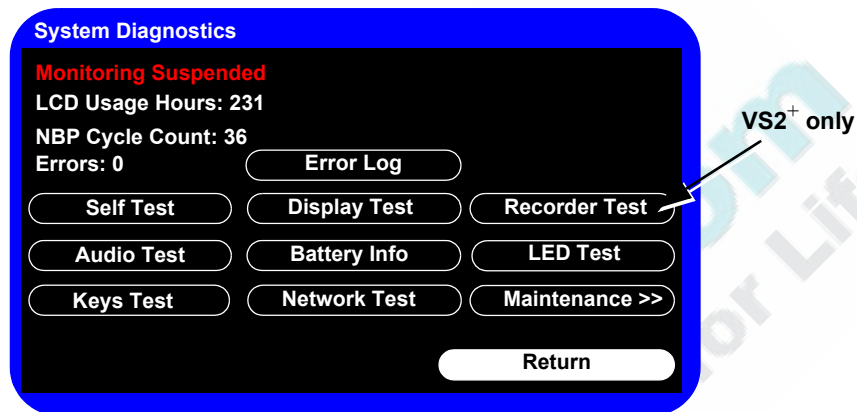 System Diagnostics
Monitoring Suspended
LCD Usage Hours: 231
NBP Cycle Count: 36
Errors: 0 Error Log
VS2+ only
Self Test Display Test Recorder Test
Audio Test Battery Info LED Test
Keys Test Network Test Maintenance >>
Return